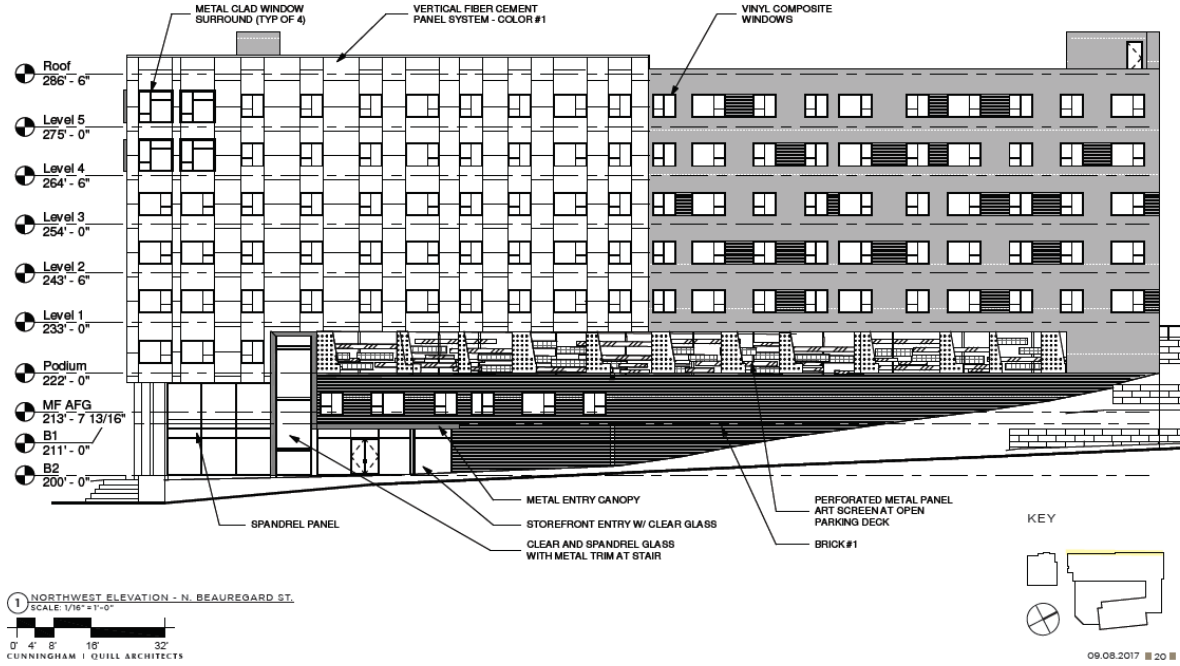 METAL CLAD WINDOW
SURROUND (TYP OF 4)
VERTICAL FIBER CEMENT
PANEL SYSTEM - COLOR #1
VINYL COMPOSITE
WINDOWS
Roof
286' - 6"
Level 5
275' - 0"
Level 4
264' - 6"
Level 3
254' - 0"
Level 2
243' - 6"
Level 1
233' - 0"
Podium
222' - 0"
MF AFG
213' - 7 13/16"
B1
211' - 0"
B2
200' - 0"
SPANDREL PANEL
METAL ENTRY CANOPY
STOREFRONT ENTRY W/ CLEAR GLASS
CLEAR AND SPANDREL GLASS
WITH METAL TRIM AT STAIR
PERFORATED METAL PANEL
ART SCREEN AT OPEN
PARKING DECK
BRICK #1
KEY
1 NORTHWEST ELEVATION - N. BEAUREGARD ST.
SCALE: 1/16" = 1'-0"
0' 4' 8' 16' 32'
CUNNINGHAM | QUILL ARCHITECTS
09.08.2017 20